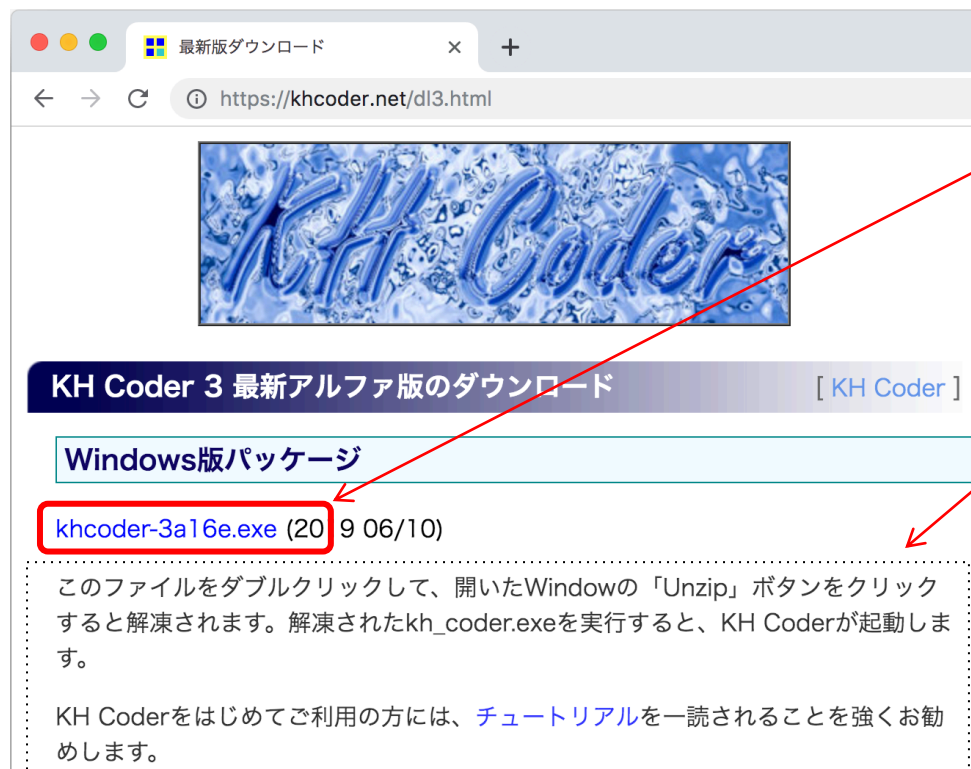 最新版ダウンロード
https://khcoder.net/dl3.html
KH Coder
KH Coder 3 最新アルファ版のダウンロード [ KH Coder ]
Windows版パッケージ
khcoder-3a16e.exe (20 9 06/10)
このファイルをダブルクリックして、開いたWindowの「Unzip」ボタンをクリック
すると解凍されます。解凍されたkh_coder.exeを実行すると、KH Coderが起動しま
す。
KH Coderをはじめてご利用の方には、チュートリアルを一読されることを強くお勧
めします。